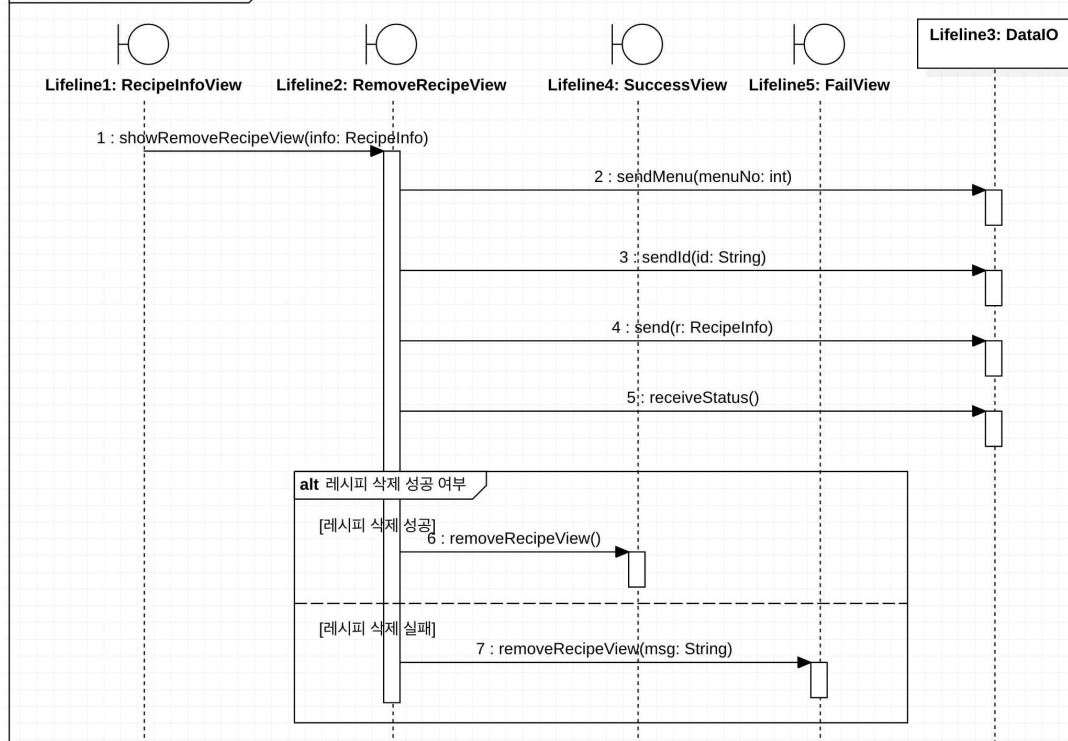 Lifeline1: RecipeInfoView
Lifeline2: RemoveRecipeView
Lifeline4: SuccessView
Lifeline5: FailView
Lifeline3: DataIO
1 : showRemoveRecipeView(info: RecipeInfo)
2 : sendMenu(menuNo: int)
3 : sendId(id: String)
4 : send(r: RecipeInfo)
5 : receiveStatus()
alt 레시피 삭제 성공 여부
[레시피 삭제 성공]
6 : removeRecipeView()
[레시피 삭제 실패]
7 : removeRecipeView(msg: String)